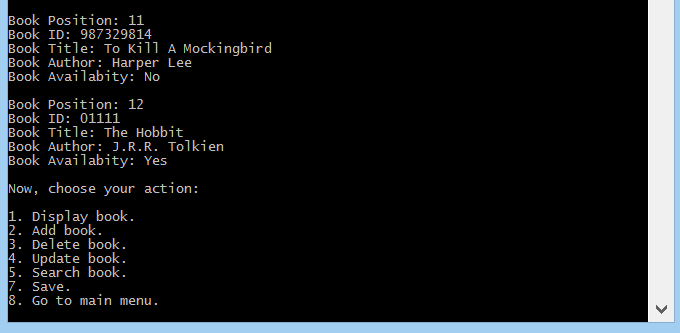 Book Position: 11
Book ID: 987329814
Book Title: To Kill A Mockingbird
Book Author: Harper Lee
Book Availabity: No
Book Position: 12
Book ID: 01111
Book Title: The Hobbit
Book Author: J.R.R. Tolkien
Book Availabity: Yes
Now, choose your action:
1. Display book.
2. Add book.
3. Delete book.
4. Update book.
5. Search book.
7. Save.
8. Go to main menu.